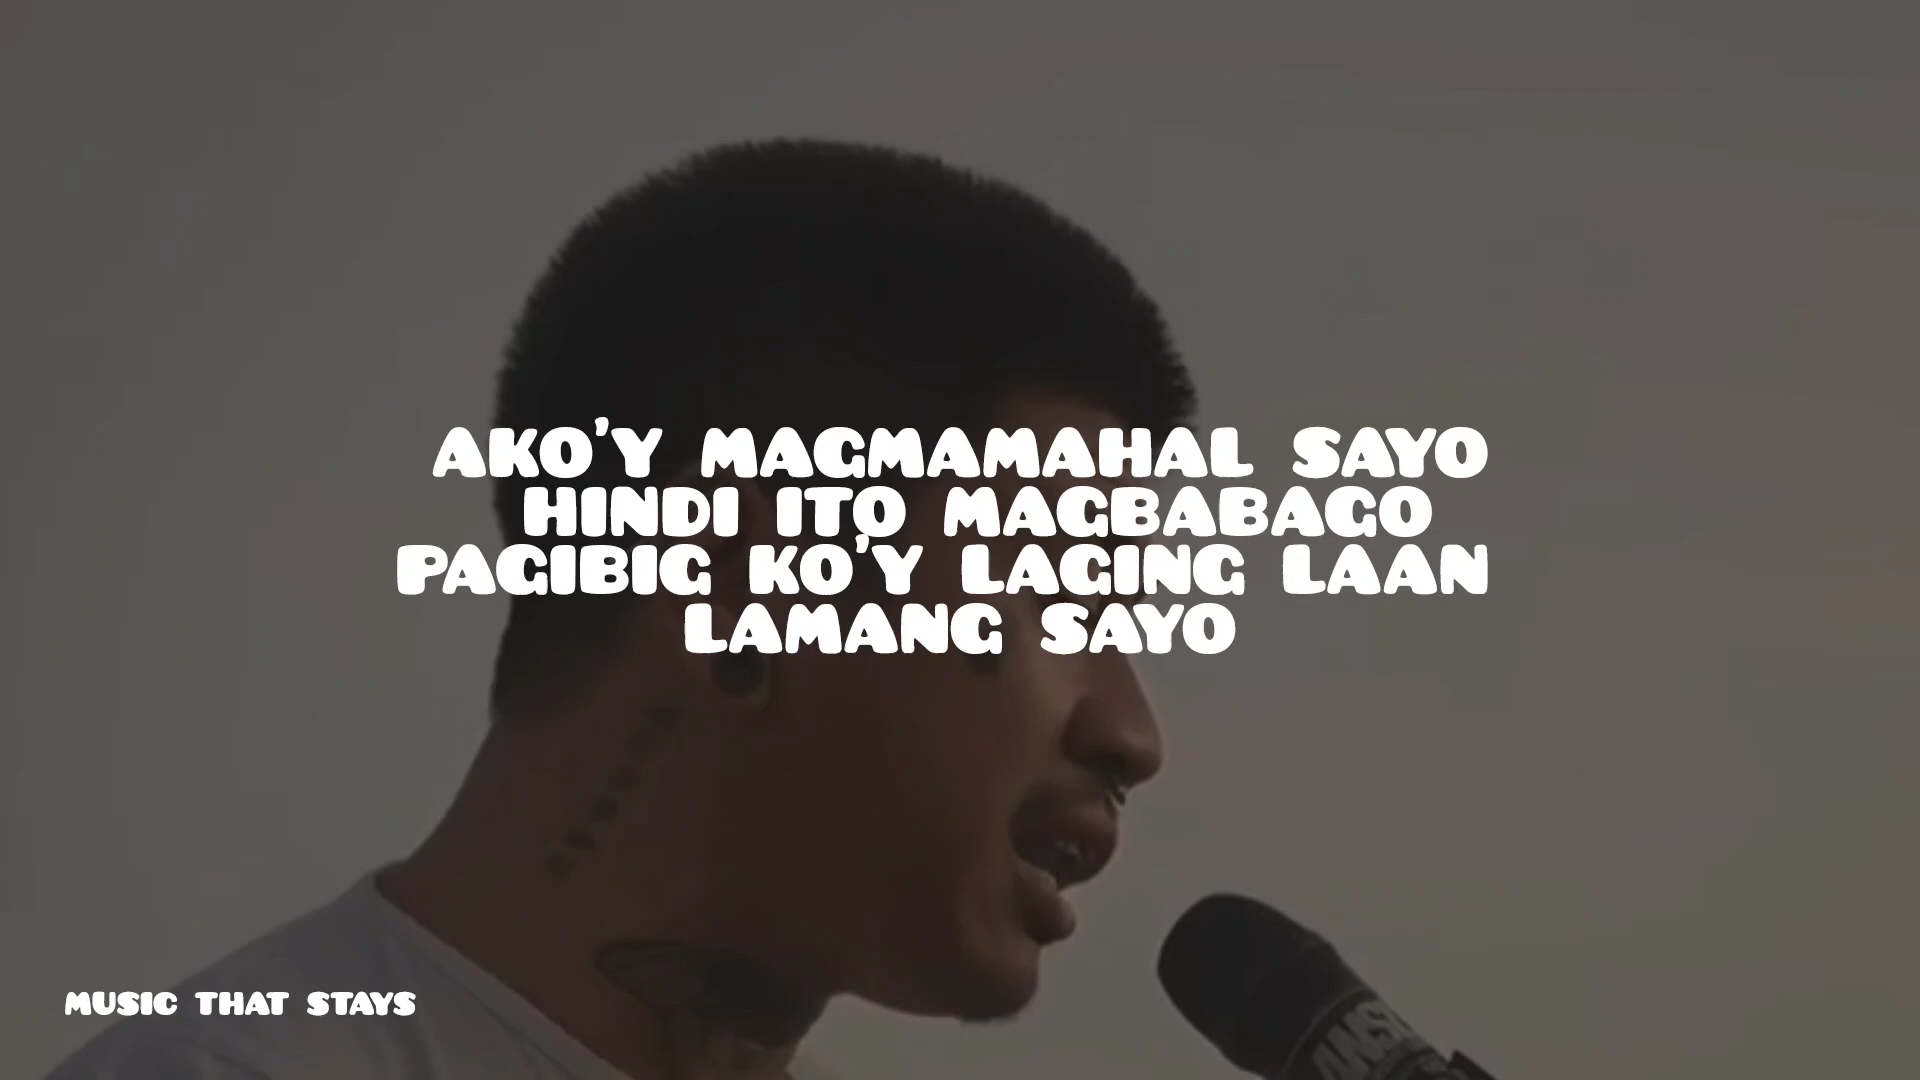 AKO'Y MAGMAMAHAL SAYO
HINDI ITO MAGBABAGO
PAGIBIG KO'Y LAGING LAAN
LAMANG SAYO
MUSIC THAT STAYS